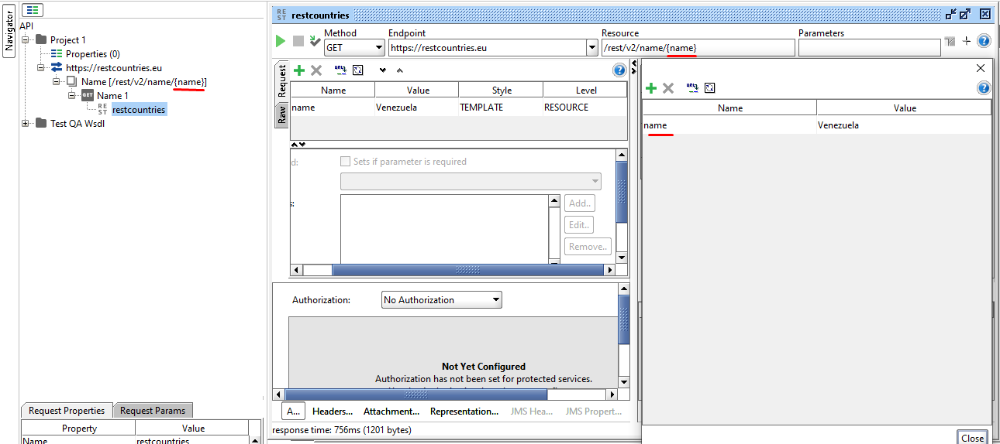 Navigator
API
Project 1
Properties (0)
https://restcountries.eu
Name [/rest/v2/name/{name}]
GET Name 1
REST restcountries
Test QA Wsdl
Request Properties Request Params
Property Value
Name restcountries
REST restcountries
Method Endpoint Resource Parameters
GET https://restcountries.eu /rest/v2/name/{name}
Request
Raw
URL?
Name Value Style Level
name Venezuela TEMPLATE RESOURCE
d: Sets if parameter is required
s:
Add..
Edit..
Remove..
Authorization: No Authorization
Not Yet Configured
Authorization has not been set for protected services.
A... Headers... Attachment... Representation... JMS Hea... JMS Propert...
response time: 756ms (1201 bytes)
Name Value
name Venezuela
Close